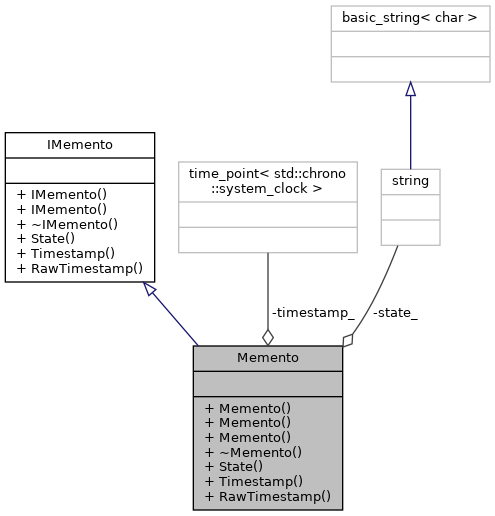 basic_string< char >
IMemento
+ IMemento()
+ IMemento()
+ ~IMemento()
+ State()
+ Timestamp()
+ RawTimestamp()
time_point< std::chrono
::system_clock >
string
-timestamp_
-state_
Memento
+ Memento()
+ Memento()
+ Memento()
+ ~Memento()
+ State()
+ Timestamp()
+ RawTimestamp()